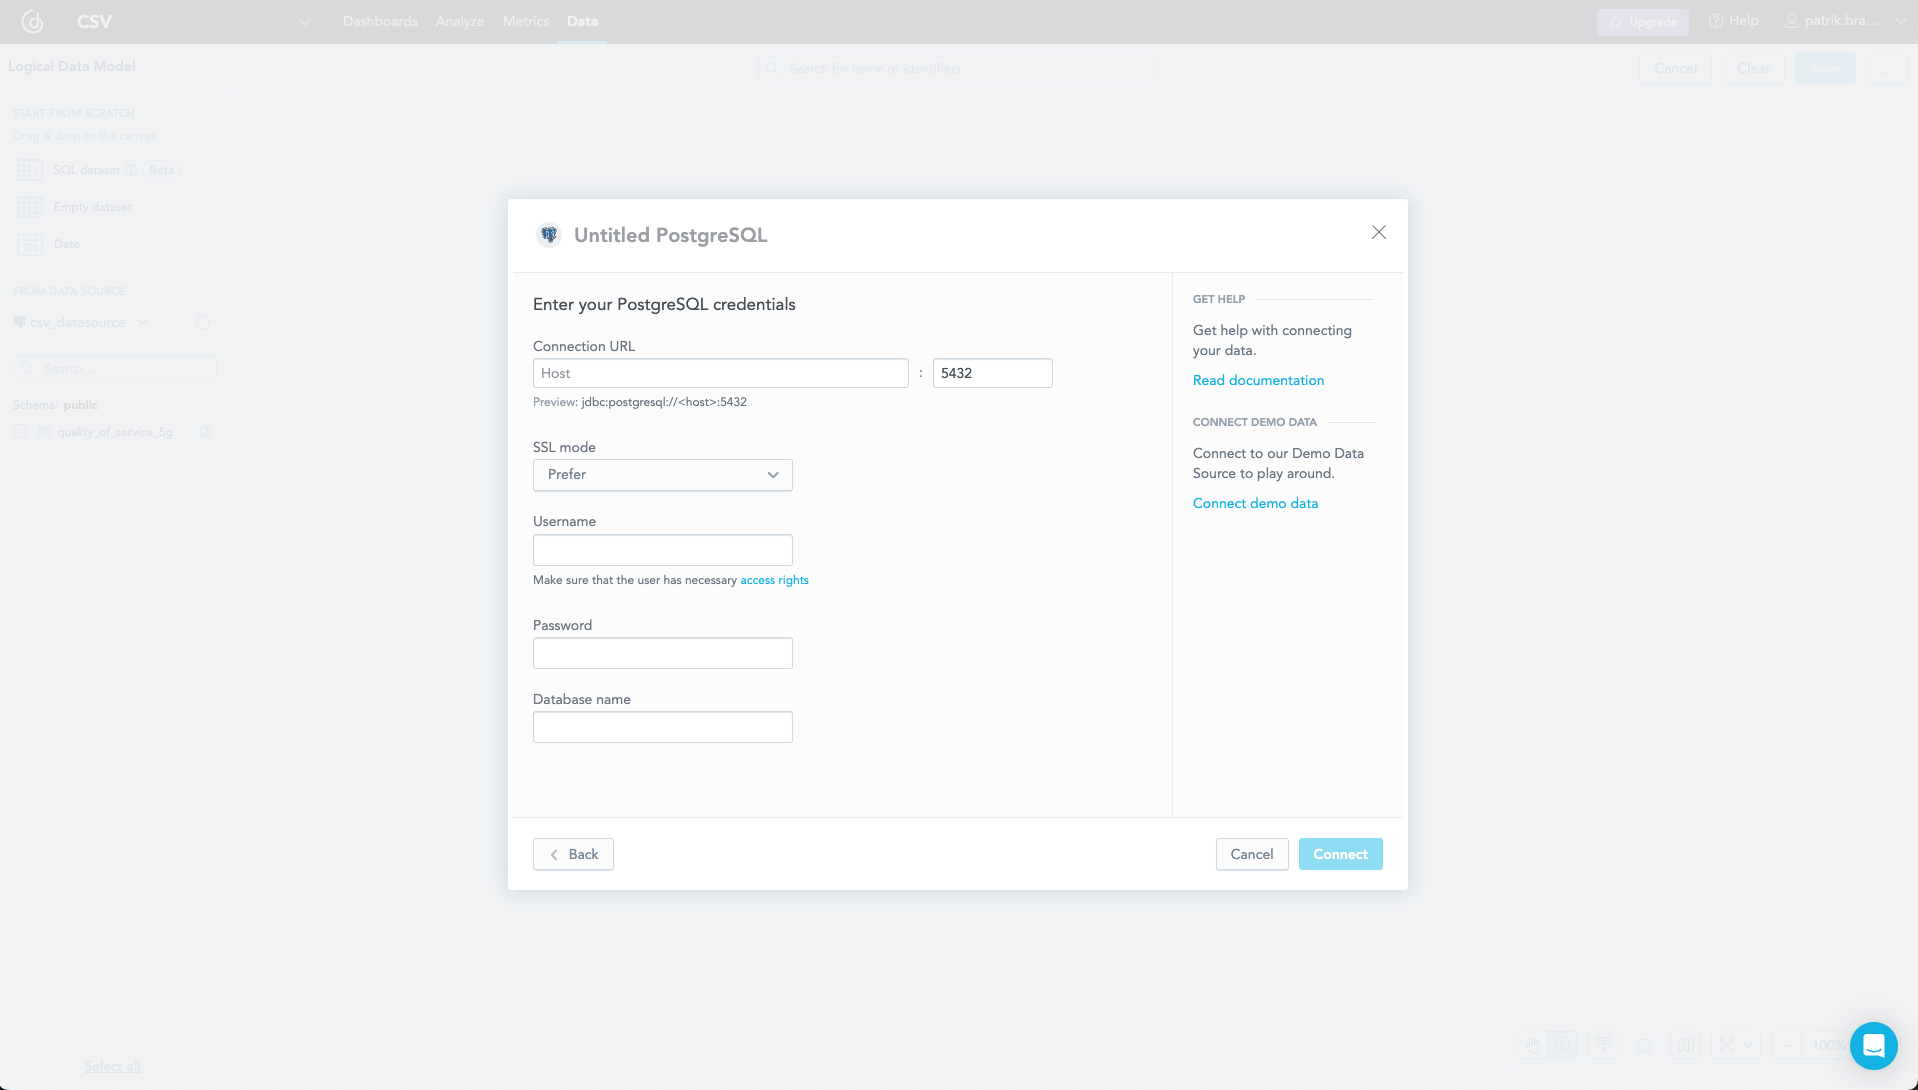 CSV
Dashboards Analyze Metrics Data
Upgrade Help patrik.bra...
Logical Data Model
Search for name or identifiers
Cancel Clear Save ...
START FROM SCRATCH
Drag & drop to the canvas
SQL dataset Beta
Empty dataset
Date
FROM DATA SOURCE
csv_datasource
Search...
Schema: public
quality_of_service_5g
Select all
Untitled PostgreSQL
Enter your PostgreSQL credentials
Connection URL
Host : 5432
Preview: jdbc:postgresql://<host>:5432
SSL mode
Prefer
Username
Make sure that the user has necessary access rights
Password
Database name
GET HELP
Get help with connecting
your data.
Read documentation
CONNECT DEMO DATA
Connect to our Demo Data
Source to play around.
Connect demo data
Back Cancel Connect
100%